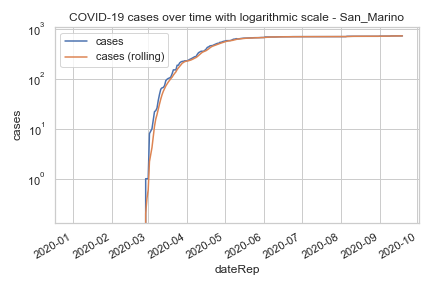 COVID-19 cases over time with logarithmic scale - San_Marino
cases
cases (rolling)
10³
10²
10¹
10⁰
cases
2020-01
2020-02
2020-03
2020-04
2020-05
2020-06
2020-07
2020-08
2020-09
2020-10
dateRep